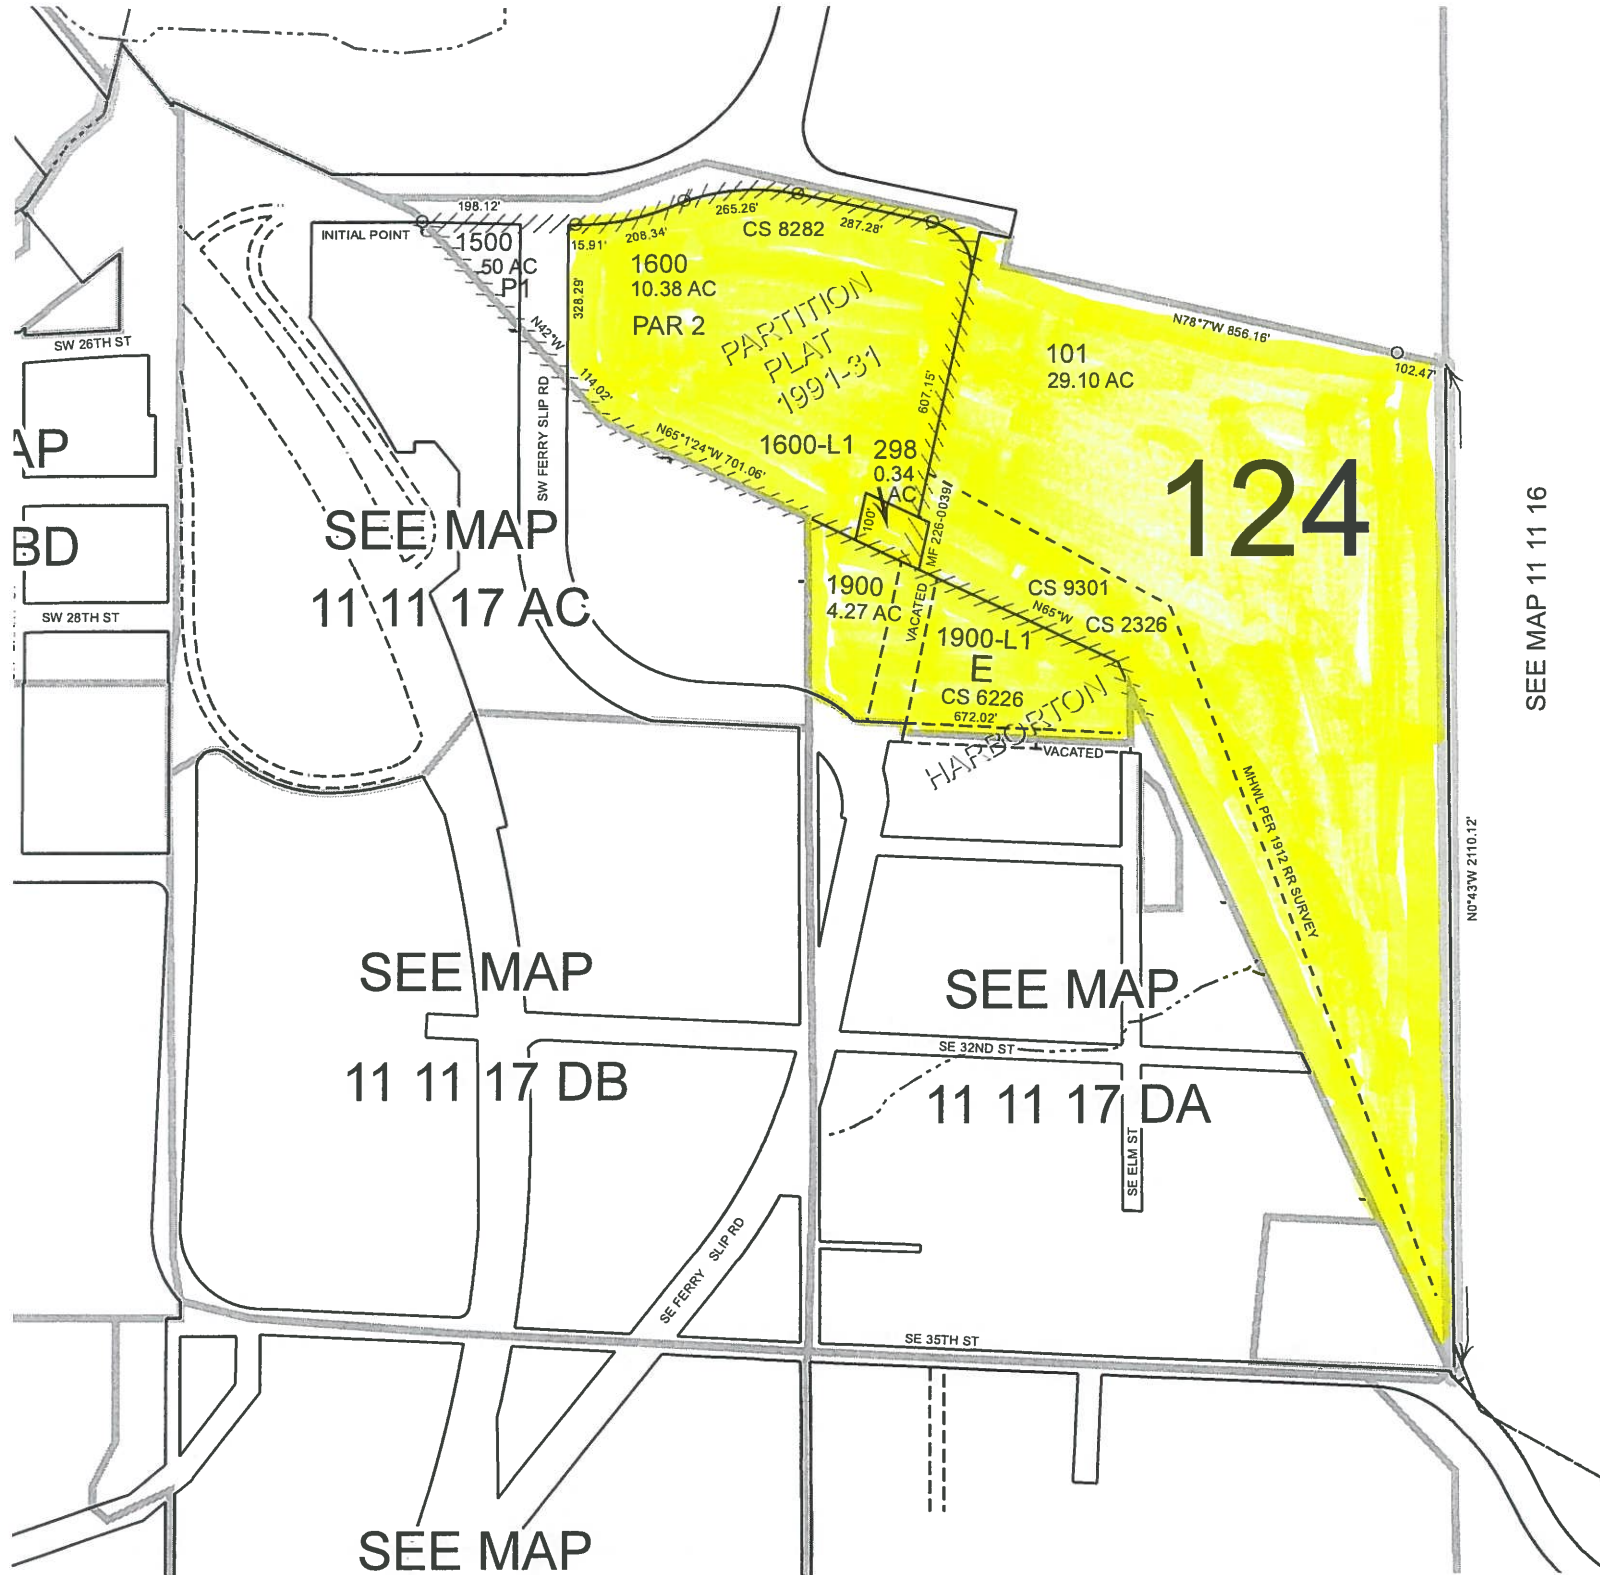 198.12'
INITIAL POINT
1500
.50 AC
P1
15.91'
208.34'
265.26'
CS 8282
287.28'
1600
10.38 AC
PAR 2
328.29'
PARTITION
PLAT
1991-31
N78°7'W 856.16'
102.47'
101
29.10 AC
SW 26TH ST
N42°W
114.02'
SW FERRY SLIP RD
607.15'
N65°1'24"W 701.06'
1600-L1
298
0.34
AC
100'
MF 226-0039
124
SEE MAP 11 11 16
AP
BD
SEE MAP
11 11 17 AC
SW 28TH ST
1900
4.27 AC
VACATED
CS 9301
N65°W
CS 2326
1900-L1
E
CS 6226
672.02'
HARBORTON
VACATED
MHWL PER 1912 RR SURVEY
N0°43'W 2110.12'
SEE MAP
11 11 17 DB
SEE MAP
SE 32ND ST
11 11 17 DA
SE ELM ST
SE FERRY SLIP RD
SE 35TH ST
SEE MAP